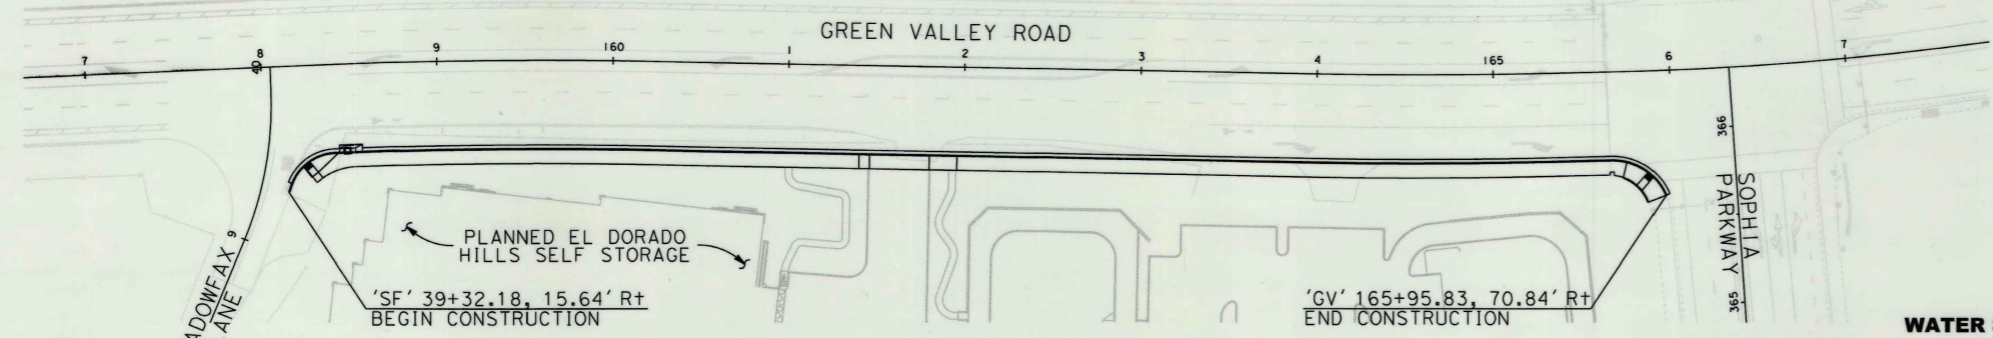 GREEN VALLEY ROAD
7 8 9 160 1 2 3 4 165 6 7
40
366
PLANNED EL DORADO
HILLS SELF STORAGE
9
SOPHIA
PARKWAY
'SF' 39+32.18, 15.64' Rt
BEGIN CONSTRUCTION
'GV' 165+95.83, 70.84' Rt
END CONSTRUCTION
365
ADOWFAX
ANE
WATER